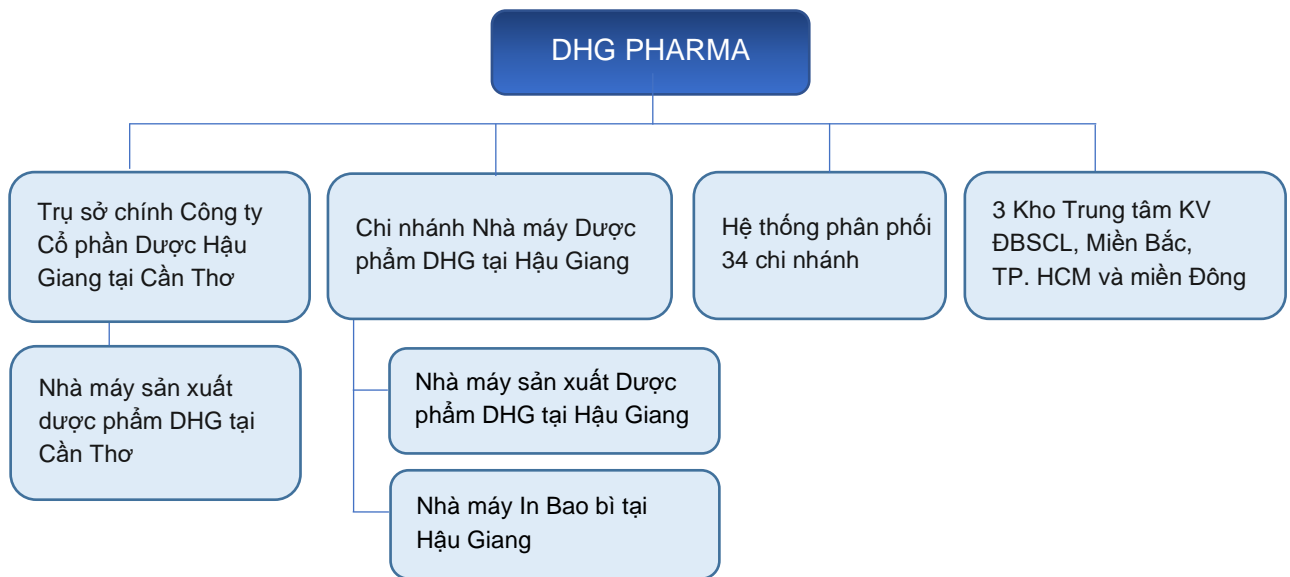 DHG PHARMA
Trụ sở chính Công ty
Cổ phần Dược Hậu
Giang tại Cần Thơ
Chi nhánh Nhà máy Dược
phẩm DHG tại Hậu Giang
Hệ thống phân phối
34 chi nhánh
3 Kho Trung tâm KV
ĐBSCL, Miền Bắc,
TP. HCM và miền Đông
Nhà máy sản xuất
dược phẩm DHG tại
Cần Thơ
Nhà máy sản xuất Dược
phẩm DHG tại Hậu Giang
Nhà máy In Bao bì tại
Hậu Giang